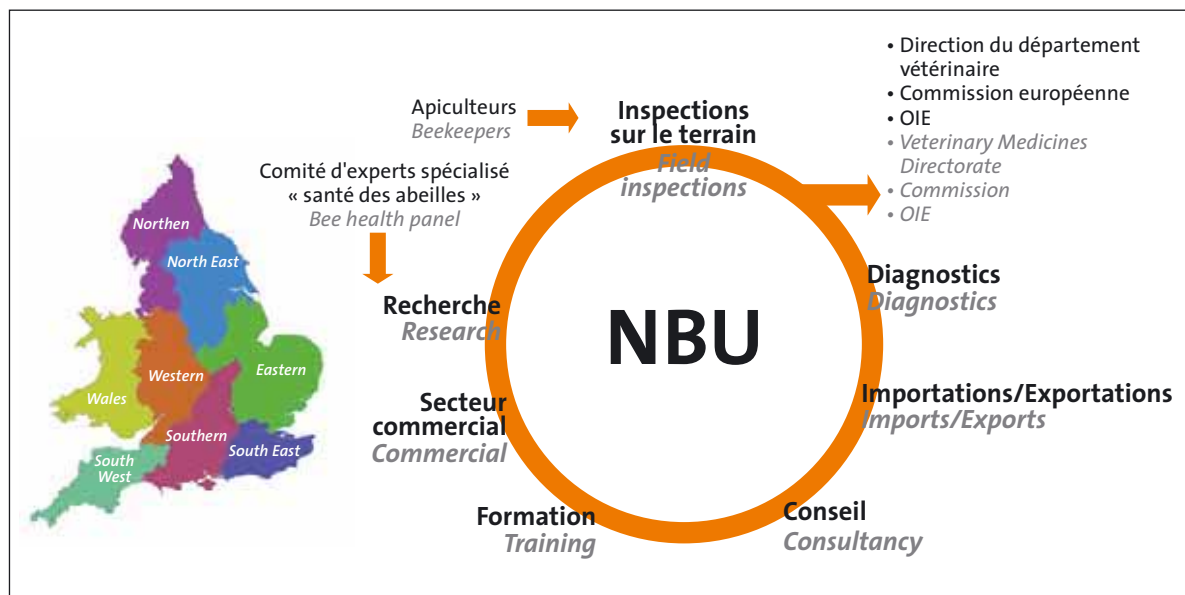 • Direction du département
vétérinaire
• Commission européenne
• OIE
• Veterinary Medicines
Directorate
• Commission
• OIE
Apiculteurs
Beekeepers
Inspections
sur le terrain
Field
inspections
Comité d'experts spécialisé
« santé des abeilles »
Bee health panel
Northen
North East
Eastern
Western
Wales
Southern
South East
South
West
Recherche
Research
NBU
Diagnostics
Diagnostics
Secteur
commercial
Commercial
Importations/Exportations
Imports/Exports
Formation
Training
Conseil
Consultancy